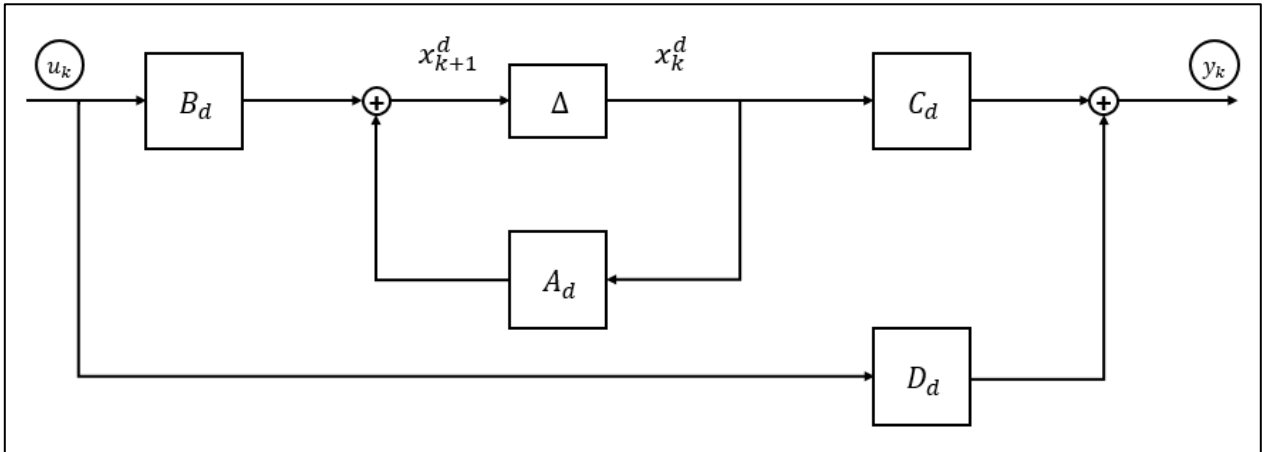 u_k
B_d
x^d_{k+1}
Δ
x^d_k
C_d
y_k
+
+
A_d
D_d